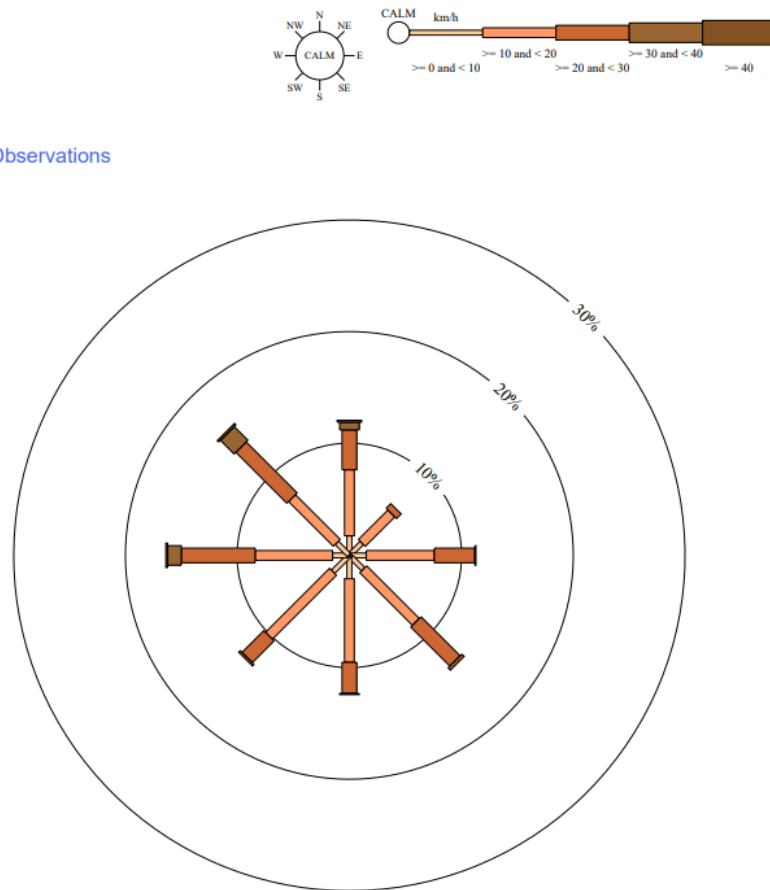 N
NW NE
W CALM E
SW SE
S
CALM km/h
>= 10 and < 20 >= 30 and < 40
>= 0 and < 10 >= 20 and < 30 >= 40
Observations
30%
20%
10%